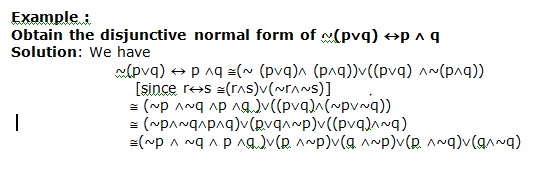 Example :
Obtain the disjunctive normal form of ~(p∨q) ↔p ∧ q
Solution: We have
~(p∨q) ↔ p ∧q ≅(~ (p∨q)∧ (p∧q))∨((p∨q) ∧~(p∧q))
[since r↔s ≅(r∧s)∨(~r∧~s)]
≅ (~p ∧~q ∧p ∧q )∨((p∨q)∧(~p∨~q))
≅ (~p∧~q∧p∧q)∨(p∨q∧~p)∨((p∨q)∧~q)
≅(~p ∧ ~q ∧ p ∧q )∨(p ∧~p)∨(q ∧~p)∨(p ∧~q)∨(q∧~q)